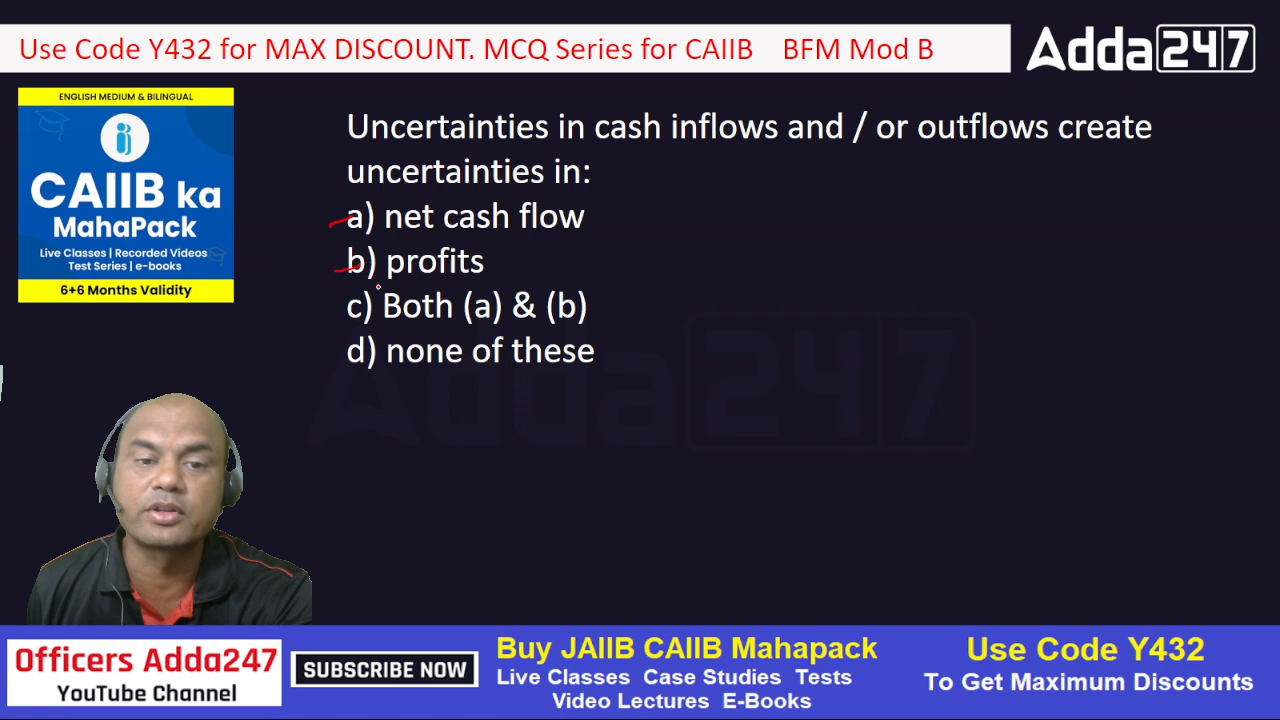 Use Code Y432 for MAX DISCOUNT. MCQ Series for CAIIB BFM Mod B
Adda247
ENGLISH MEDIUM & BILINGUAL
CAIIB ka
MahaPack
Live Classes | Recorded Videos
Test Series | e-books
6+6 Months Validity
Uncertainties in cash inflows and / or outflows create
uncertainties in:
a) net cash flow
b) profits
c) Both (a) & (b)
d) none of these
Adda247
Officers Adda247
YouTube Channel
SUBSCRIBE NOW
Buy JAIIB CAIIB Mahapack
Live Classes Case Studies Tests
Video Lectures E-Books
Use Code Y432
To Get Maximum Discounts